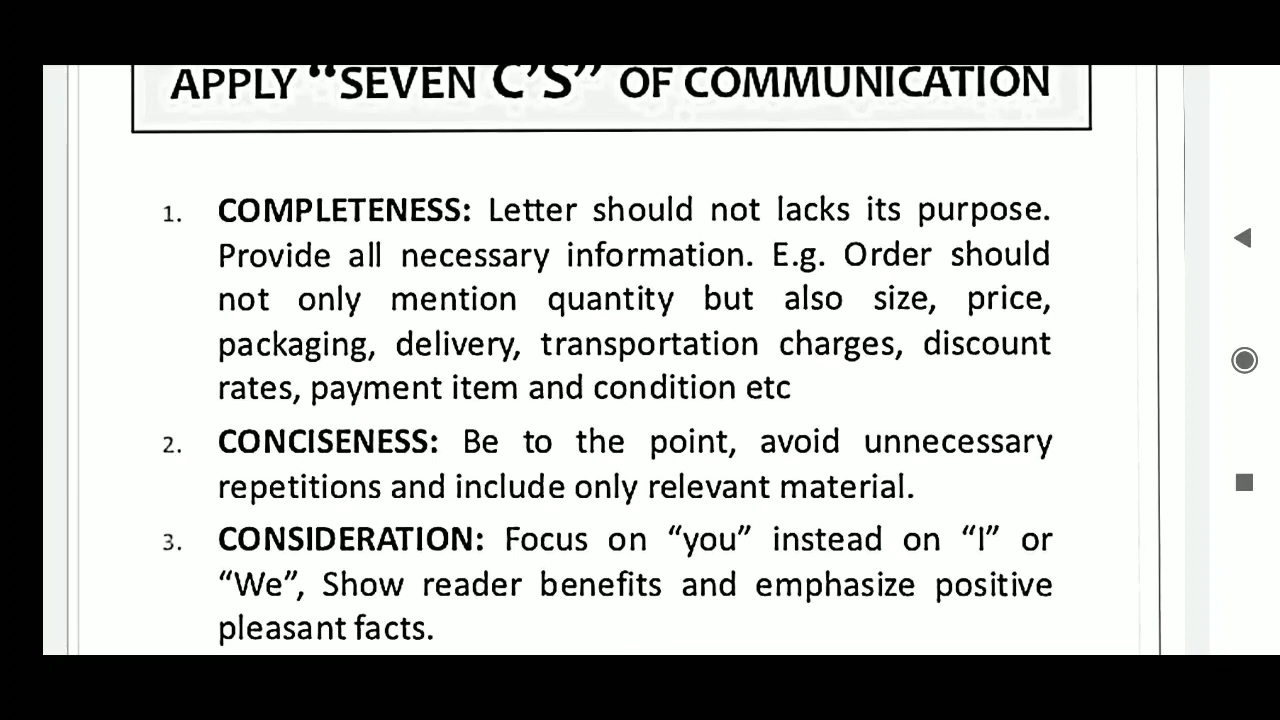 APPLY “SEVEN C’S” OF COMMUNICATION
1. COMPLETENESS: Letter should not lacks its purpose.
Provide all necessary information. E.g. Order should
not only mention quantity but also size, price,
packaging, delivery, transportation charges, discount
rates, payment item and condition etc
2. CONCISENESS: Be to the point, avoid unnecessary
repetitions and include only relevant material.
3. CONSIDERATION: Focus on “you” instead on “I” or
“We”, Show reader benefits and emphasize positive
pleasant facts.